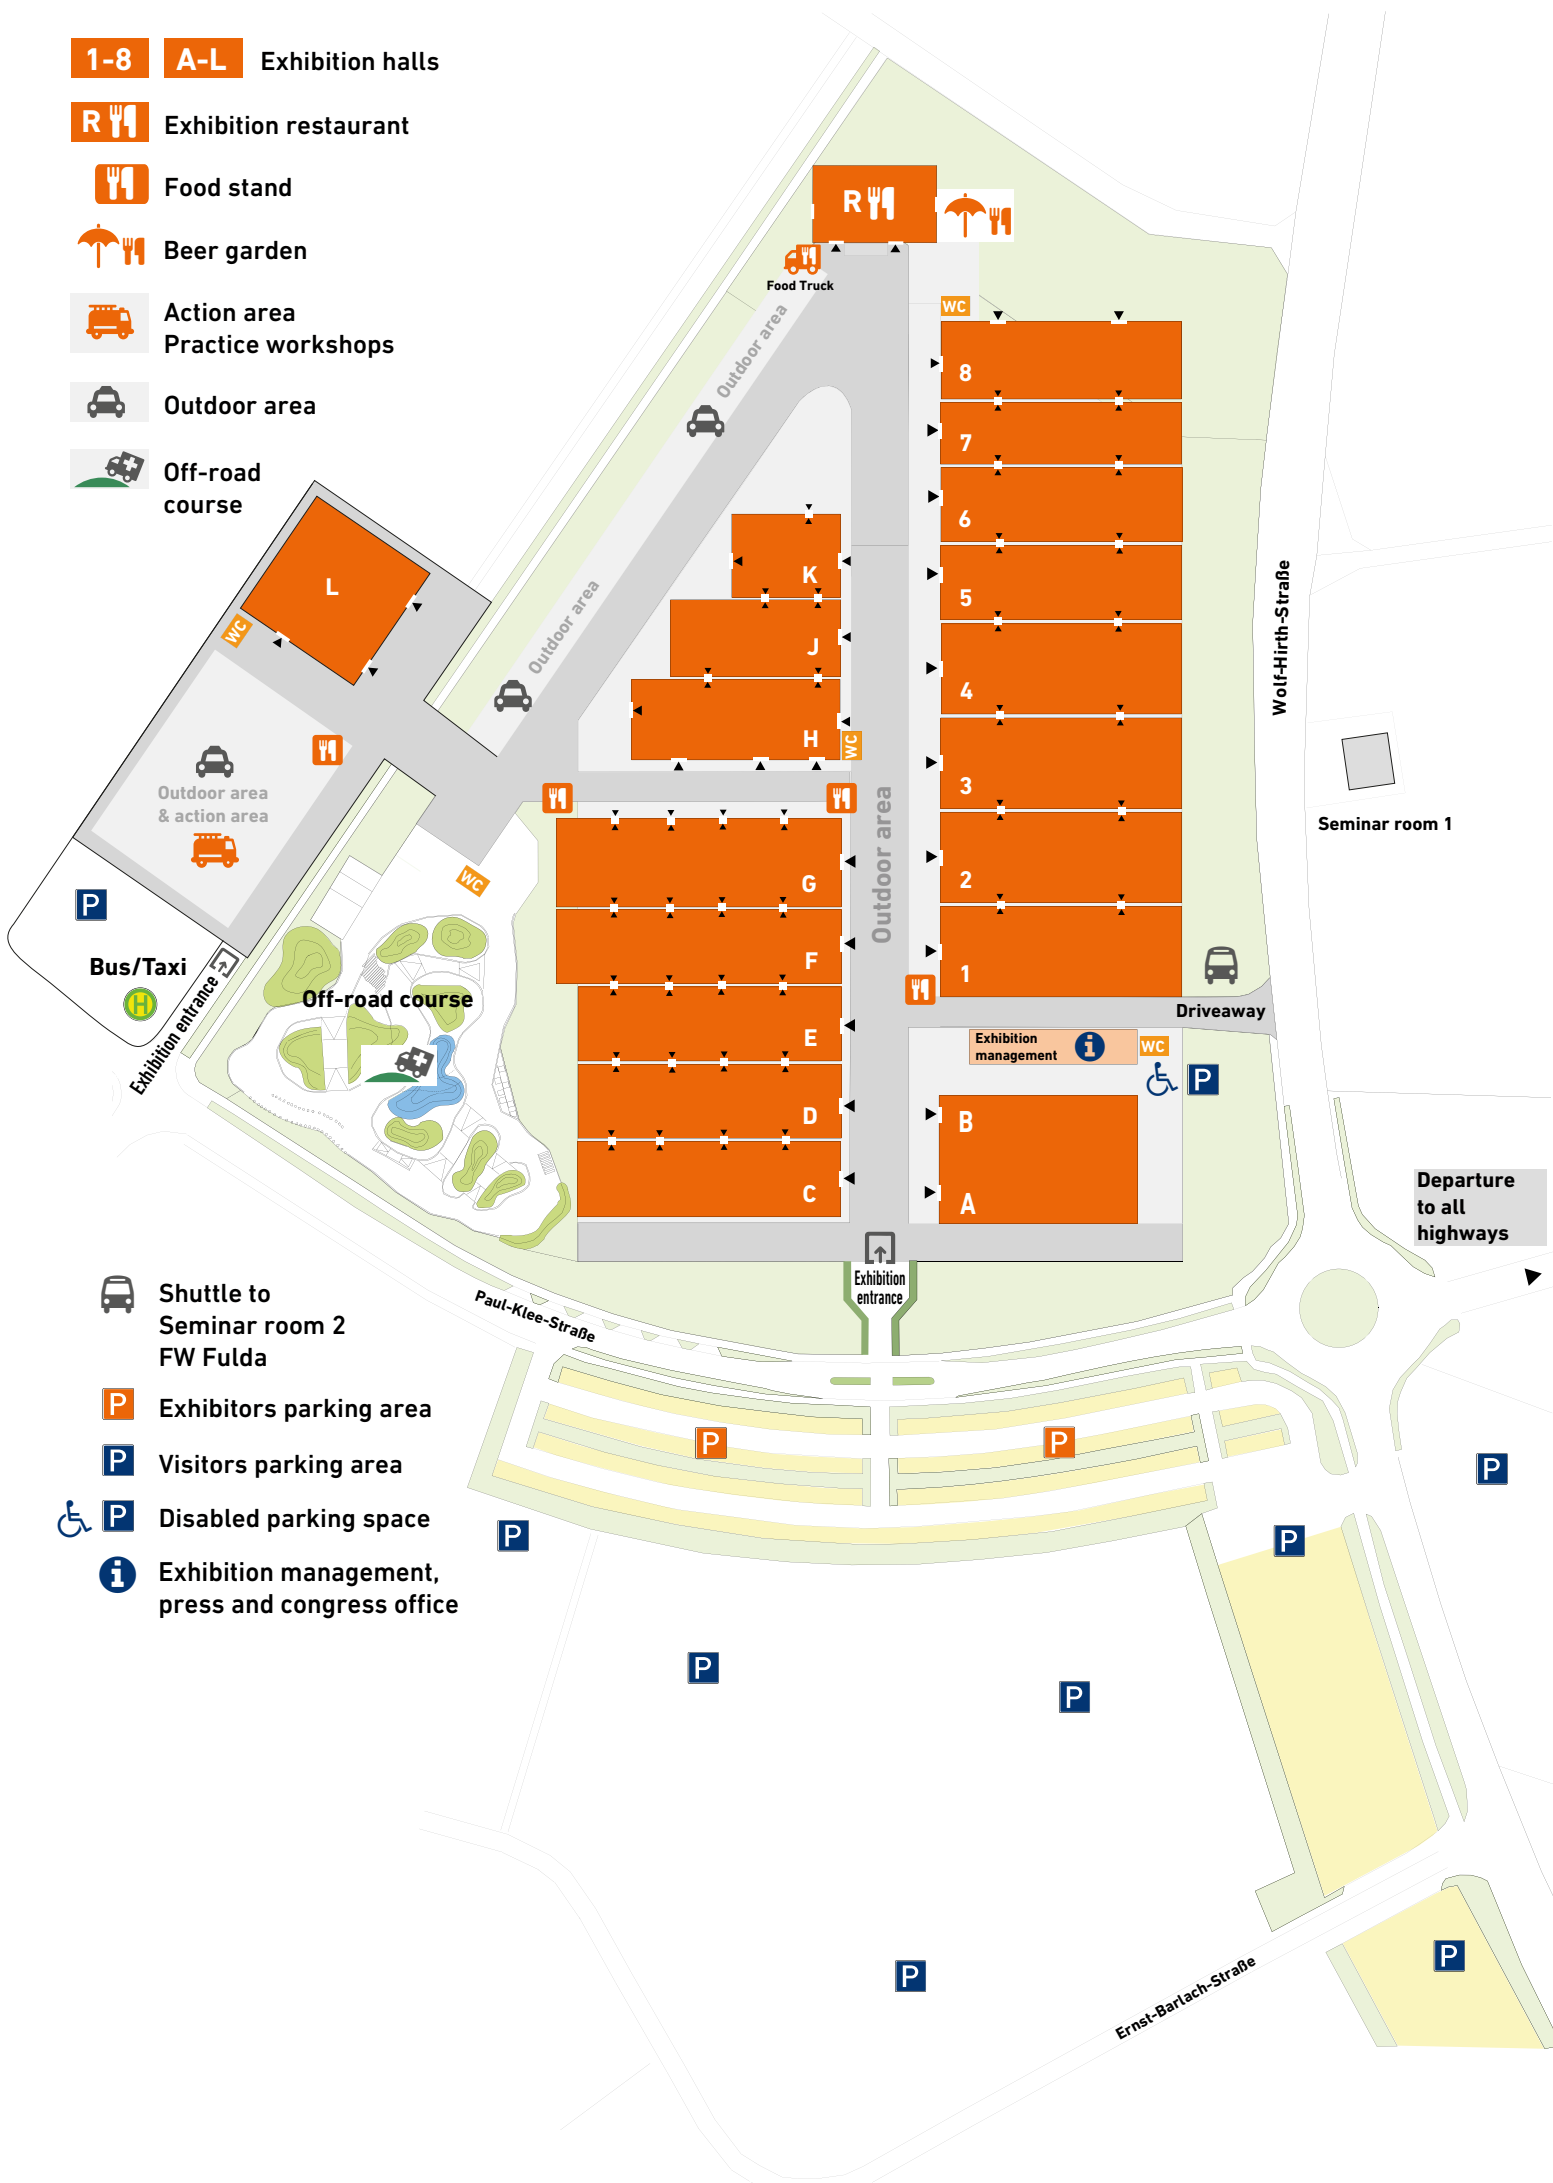 1-8 A-L Exhibition halls
R Exhibition restaurant
Food stand
Beer garden
Action area
Practice workshops
Outdoor area
Off-road
course
R
Food Truck
Outdoor area
WC
8
7
6
5
4
3
2
1
K
J
H
WC
L
WC
Outdoor area
Outdoor area
& action area
Outdoor area
G
F
E
D
C
WC
P
Bus/Taxi
H
Exhibition entrance
Off-road course
Wolf-Hirth-Straße
Seminar room 1
Driveaway
Exhibition
management
i
WC
P
B
A
Departure
to all
highways
Exhibition
entrance
Paul-Klee-Straße
Shuttle to
Seminar room 2
FW Fulda
P Exhibitors parking area
P Visitors parking area
P Disabled parking space
i Exhibition management,
press and congress office
P
P
P
P
P
P
P
P
P
Ernst-Barlach-Straße